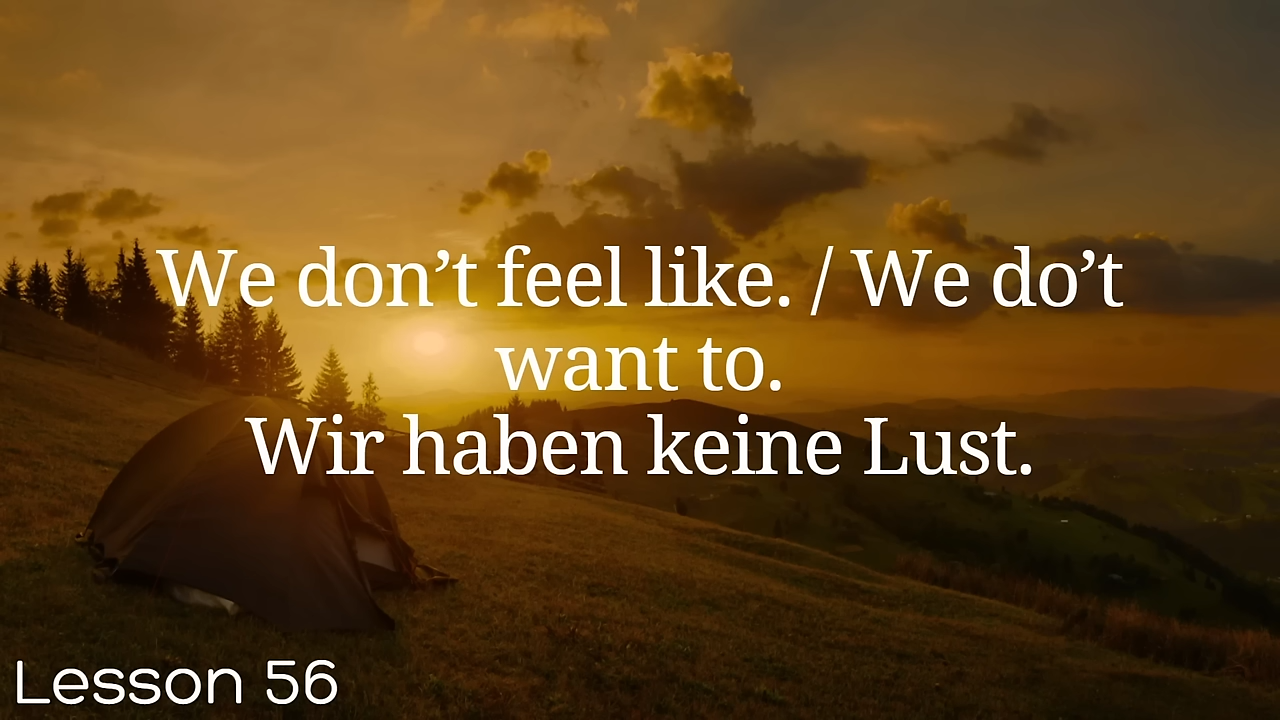 We don’t feel like. / We do’t
want to.
Wir haben keine Lust.
Lesson 56